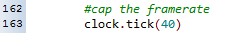 162 #cap the framerate
163 clock.tick(40)